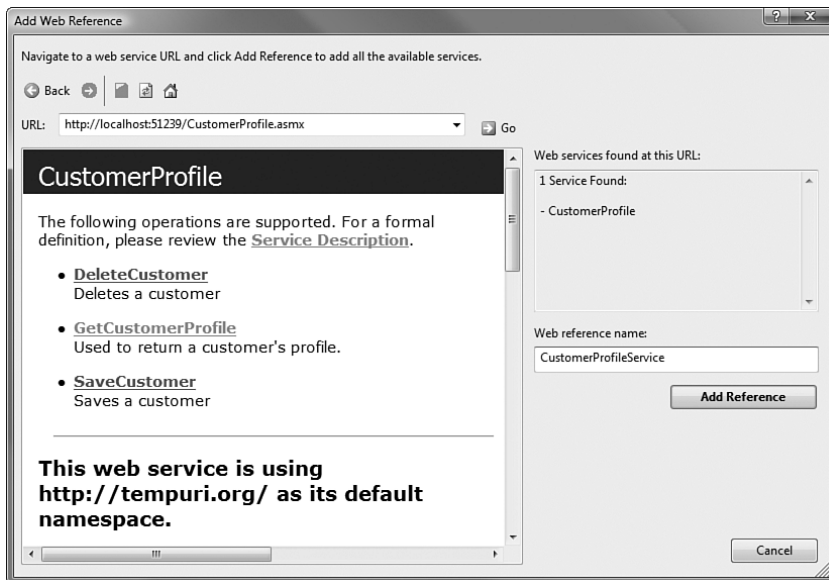 Add Web Reference
? X
Navigate to a web service URL and click Add Reference to add all the available services.
Back
URL: http://localhost:51239/CustomerProfile.asmx Go
CustomerProfile
The following operations are supported. For a formal
definition, please review the Service Description.
• DeleteCustomer
Deletes a customer
• GetCustomerProfile
Used to return a customer's profile.
• SaveCustomer
Saves a customer
This web service is using
http://tempuri.org/ as its default
namespace.
Web services found at this URL:
1 Service Found:
- CustomerProfile
Web reference name:
CustomerProfileService
Add Reference
Cancel